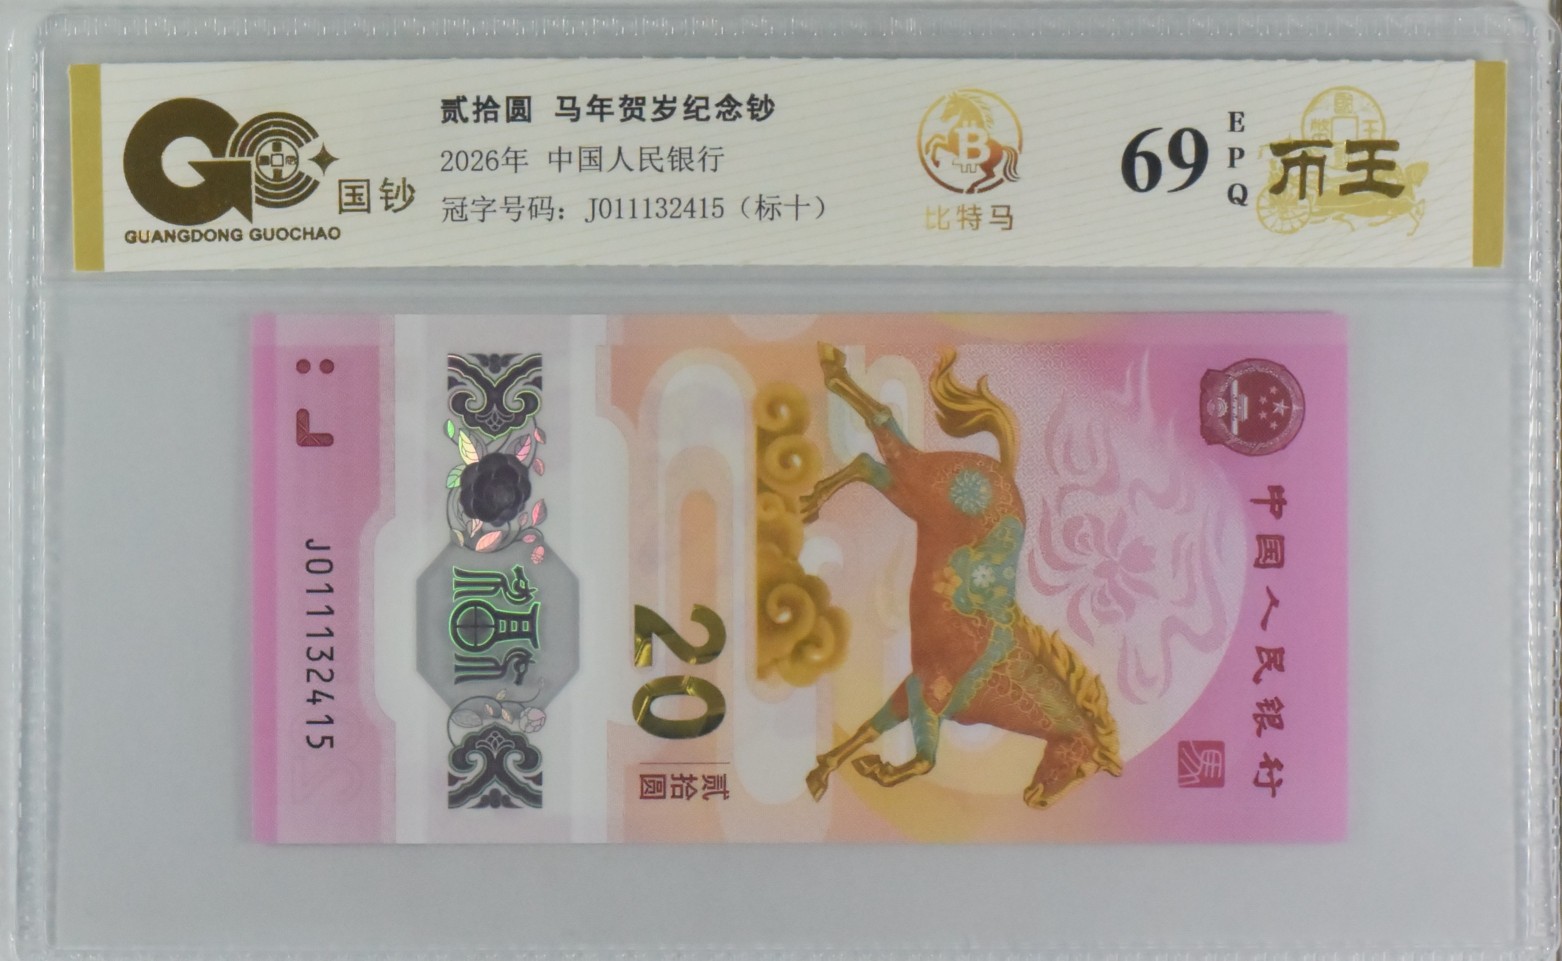 国钞
GUANGDONG GUOCHAO
贰拾圆 马年贺岁纪念钞
2026年 中国人民银行
冠字号码：J011132415（标十）
B
比特马
69
EPQ
币王
J011132415
20
贰拾圆
中国人民银行